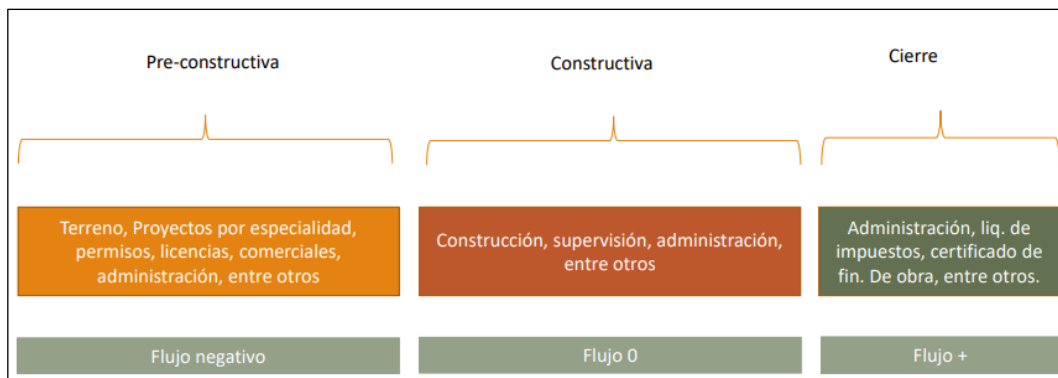 Pre-constructiva
Constructiva
Cierre
Terreno, Proyectos por especialidad,
permisos, licencias, comerciales,
administración, entre otros
Construcción, supervisión, administración,
entre otros
Administración, liq. de
impuestos, certificado de
fin. De obra, entre otros.
Flujo negativo
Flujo 0
Flujo +